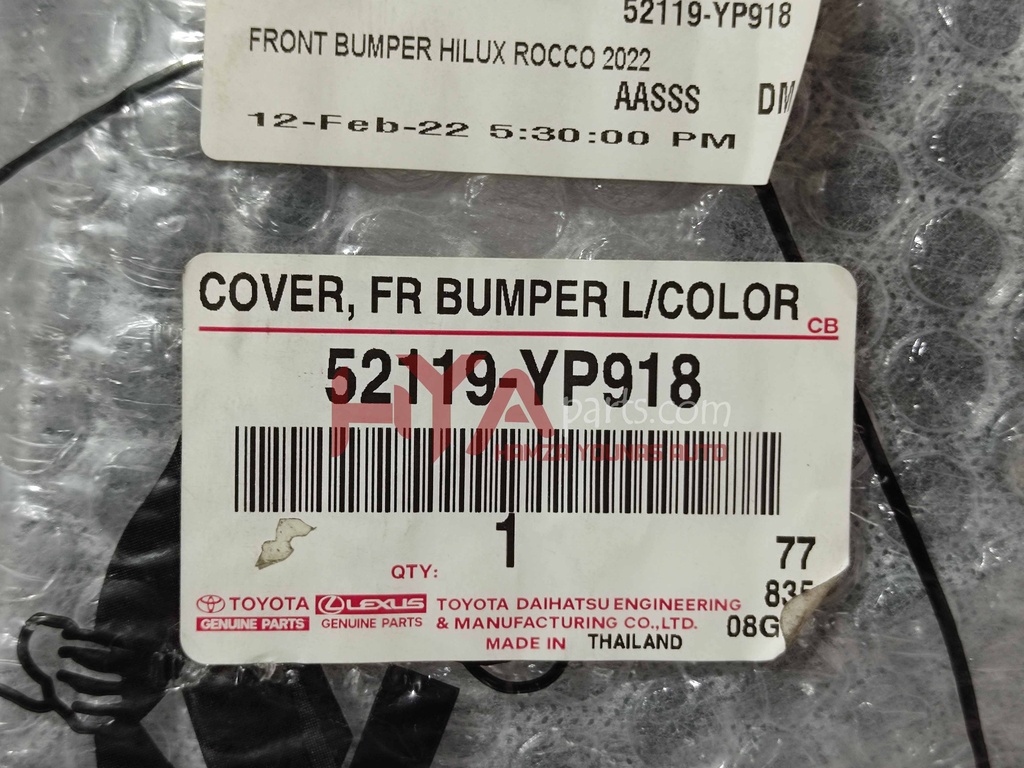 52119-YP918
FRONT BUMPER HILUX ROCCO 2022
AASSS DM
12-Feb-22 5:30:00 PM
COVER, FR BUMPER L/COLOR
CB
52119-YP918
HYAparts.com
HAMZA YOUNAS AUTO
1
QTY:
77
835
08G
TOYOTA
GENUINE PARTS
LEXUS
GENUINE PARTS
TOYOTA DAIHATSU ENGINEERING
& MANUFACTURING CO.,LTD.
MADE IN THAILAND